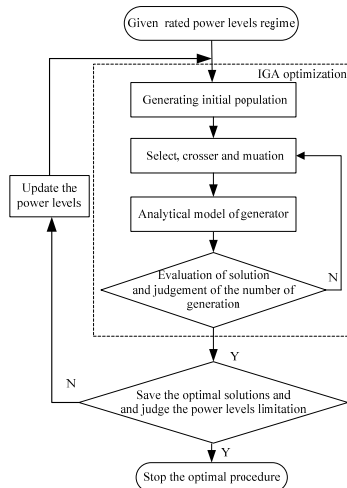 Given rated power levels regime
IGA optimization
Generating initial population
Select, crosser and muation
Update the
power levels
Analytical model of generator
Evaluation of solution
and judgement of the number of
generation
N
Y
N
Save the optimal solutions and
and judge the power levels limitation
Y
Stop the optimal procedure